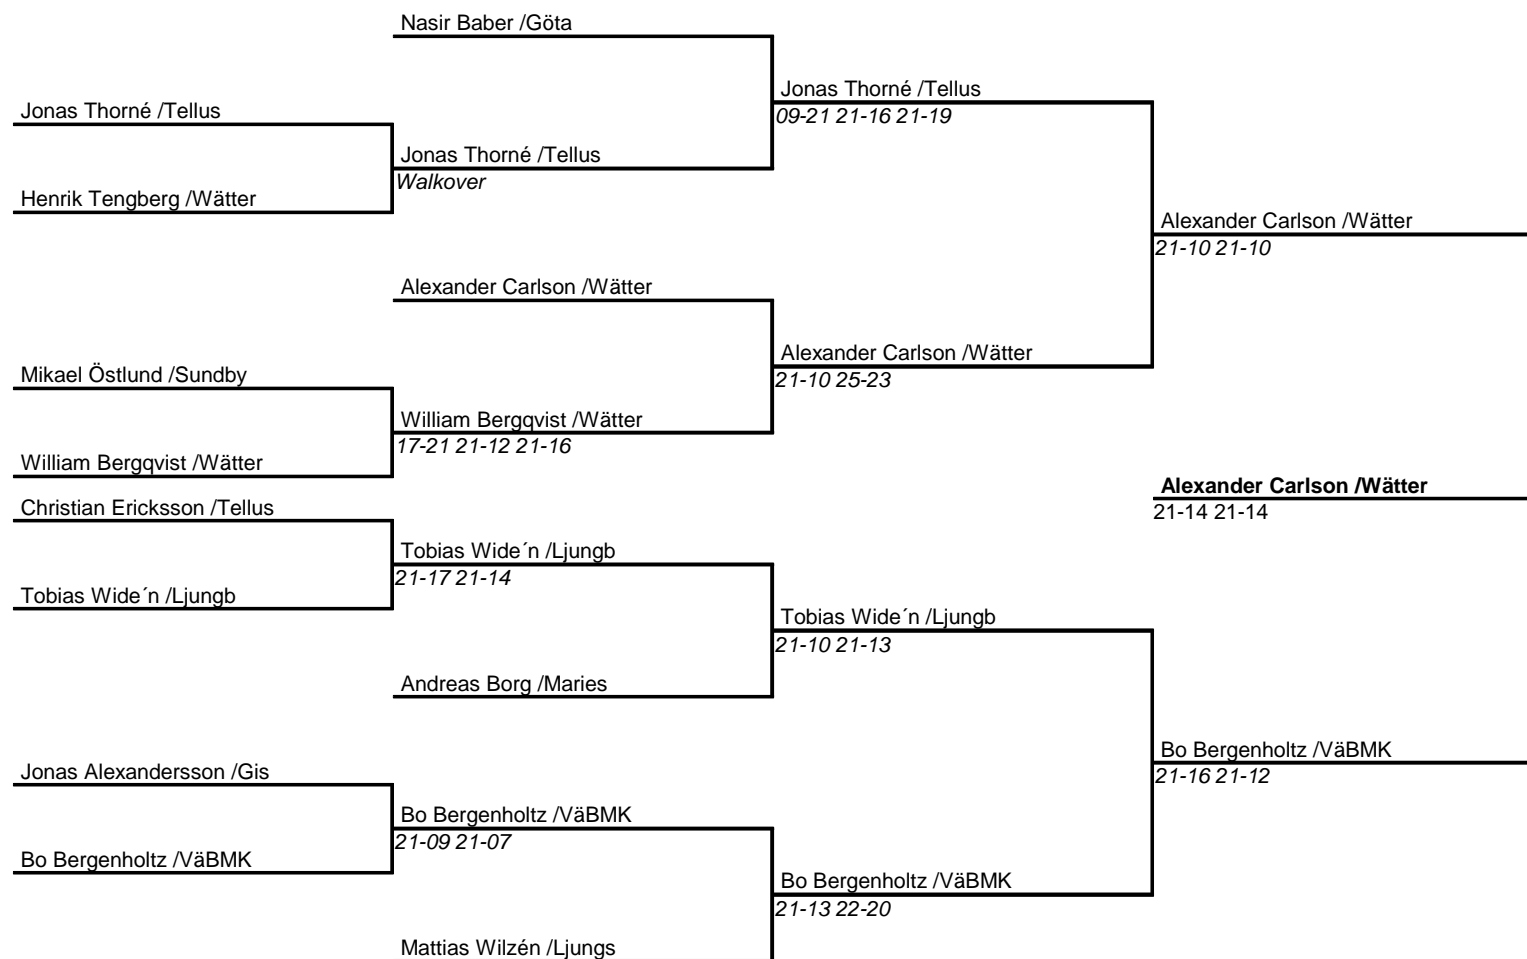 Nasir Baber /Göta
Jonas Thorné /Tellus
09-21 21-16 21-19
Jonas Thorné /Tellus
Jonas Thorné /Tellus
Walkover
Henrik Tengberg /Wätter
Alexander Carlson /Wätter
21-10 21-10
Alexander Carlson /Wätter
Alexander Carlson /Wätter
21-10 25-23
Mikael Östlund /Sundby
William Bergqvist /Wätter
17-21 21-12 21-16
William Bergqvist /Wätter
Alexander Carlson /Wätter
21-14 21-14
Christian Ericksson /Tellus
Tobias Wide´n /Ljungb
21-17 21-14
Tobias Wide´n /Ljungb
Tobias Wide´n /Ljungb
21-10 21-13
Andreas Borg /Maries
Bo Bergenholtz /VäBMK
21-16 21-12
Jonas Alexandersson /Gis
Bo Bergenholtz /VäBMK
21-09 21-07
Bo Bergenholtz /VäBMK
Bo Bergenholtz /VäBMK
21-13 22-20
Mattias Wilzén /Ljungs